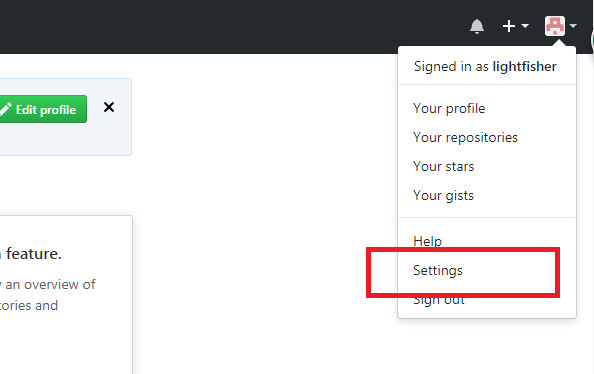 Edit profile
Signed in as lightfisher
Your profile
Your repositories
Your stars
Your gists
feature.
an overview of
tories and
Help
Settings
Sign out